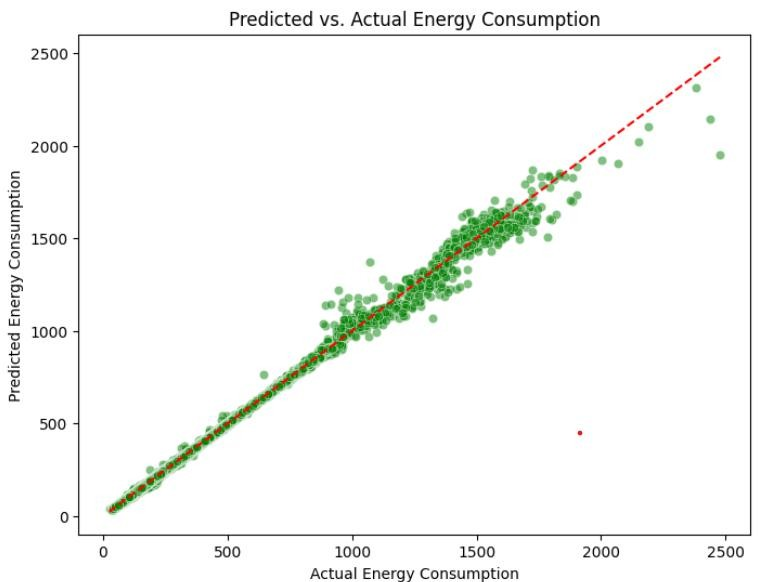 Predicted vs. Actual Energy Consumption
Predicted Energy Consumption
2500
2000
1500
1000
500
0
0 500 1000 1500 2000 2500
Actual Energy Consumption